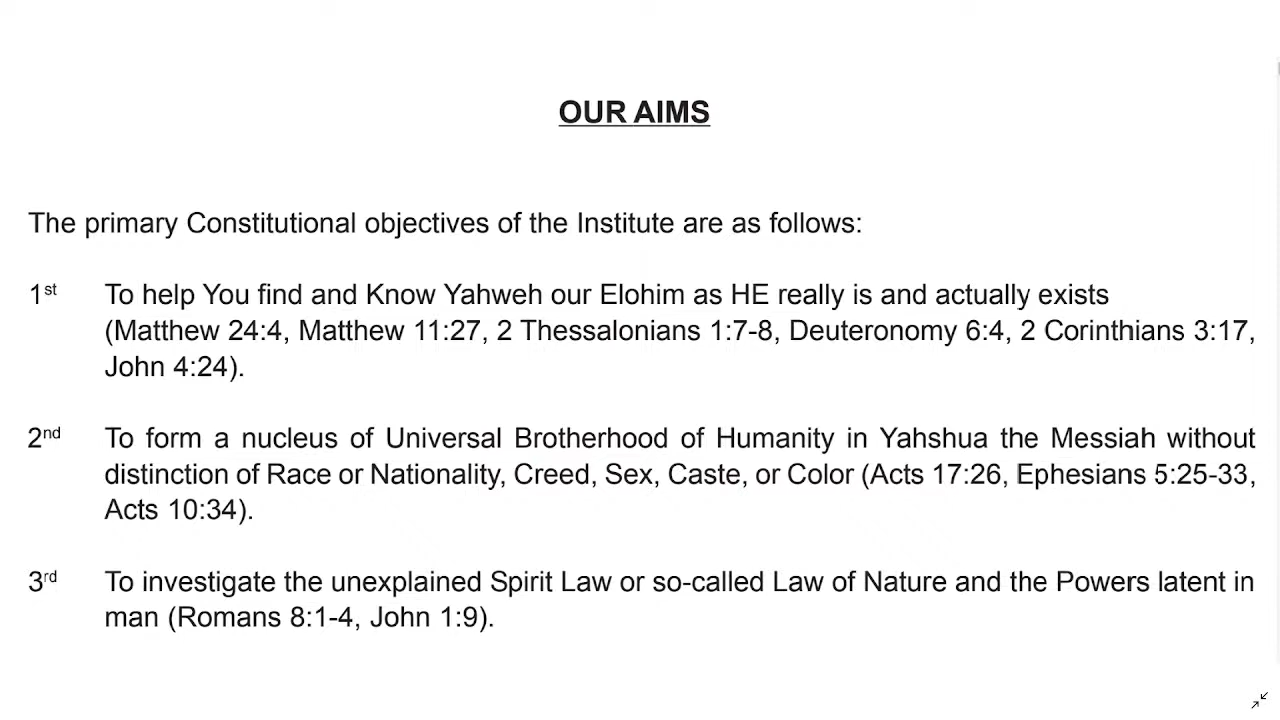 OUR AIMS
The primary Constitutional objectives of the Institute are as follows:
1st To help You find and Know Yahweh our Elohim as HE really is and actually exists
(Matthew 24:4, Matthew 11:27, 2 Thessalonians 1:7-8, Deuteronomy 6:4, 2 Corinthians 3:17,
John 4:24).
2nd To form a nucleus of Universal Brotherhood of Humanity in Yahshua the Messiah without
distinction of Race or Nationality, Creed, Sex, Caste, or Color (Acts 17:26, Ephesians 5:25-33,
Acts 10:34).
3rd To investigate the unexplained Spirit Law or so-called Law of Nature and the Powers latent in
man (Romans 8:1-4, John 1:9).